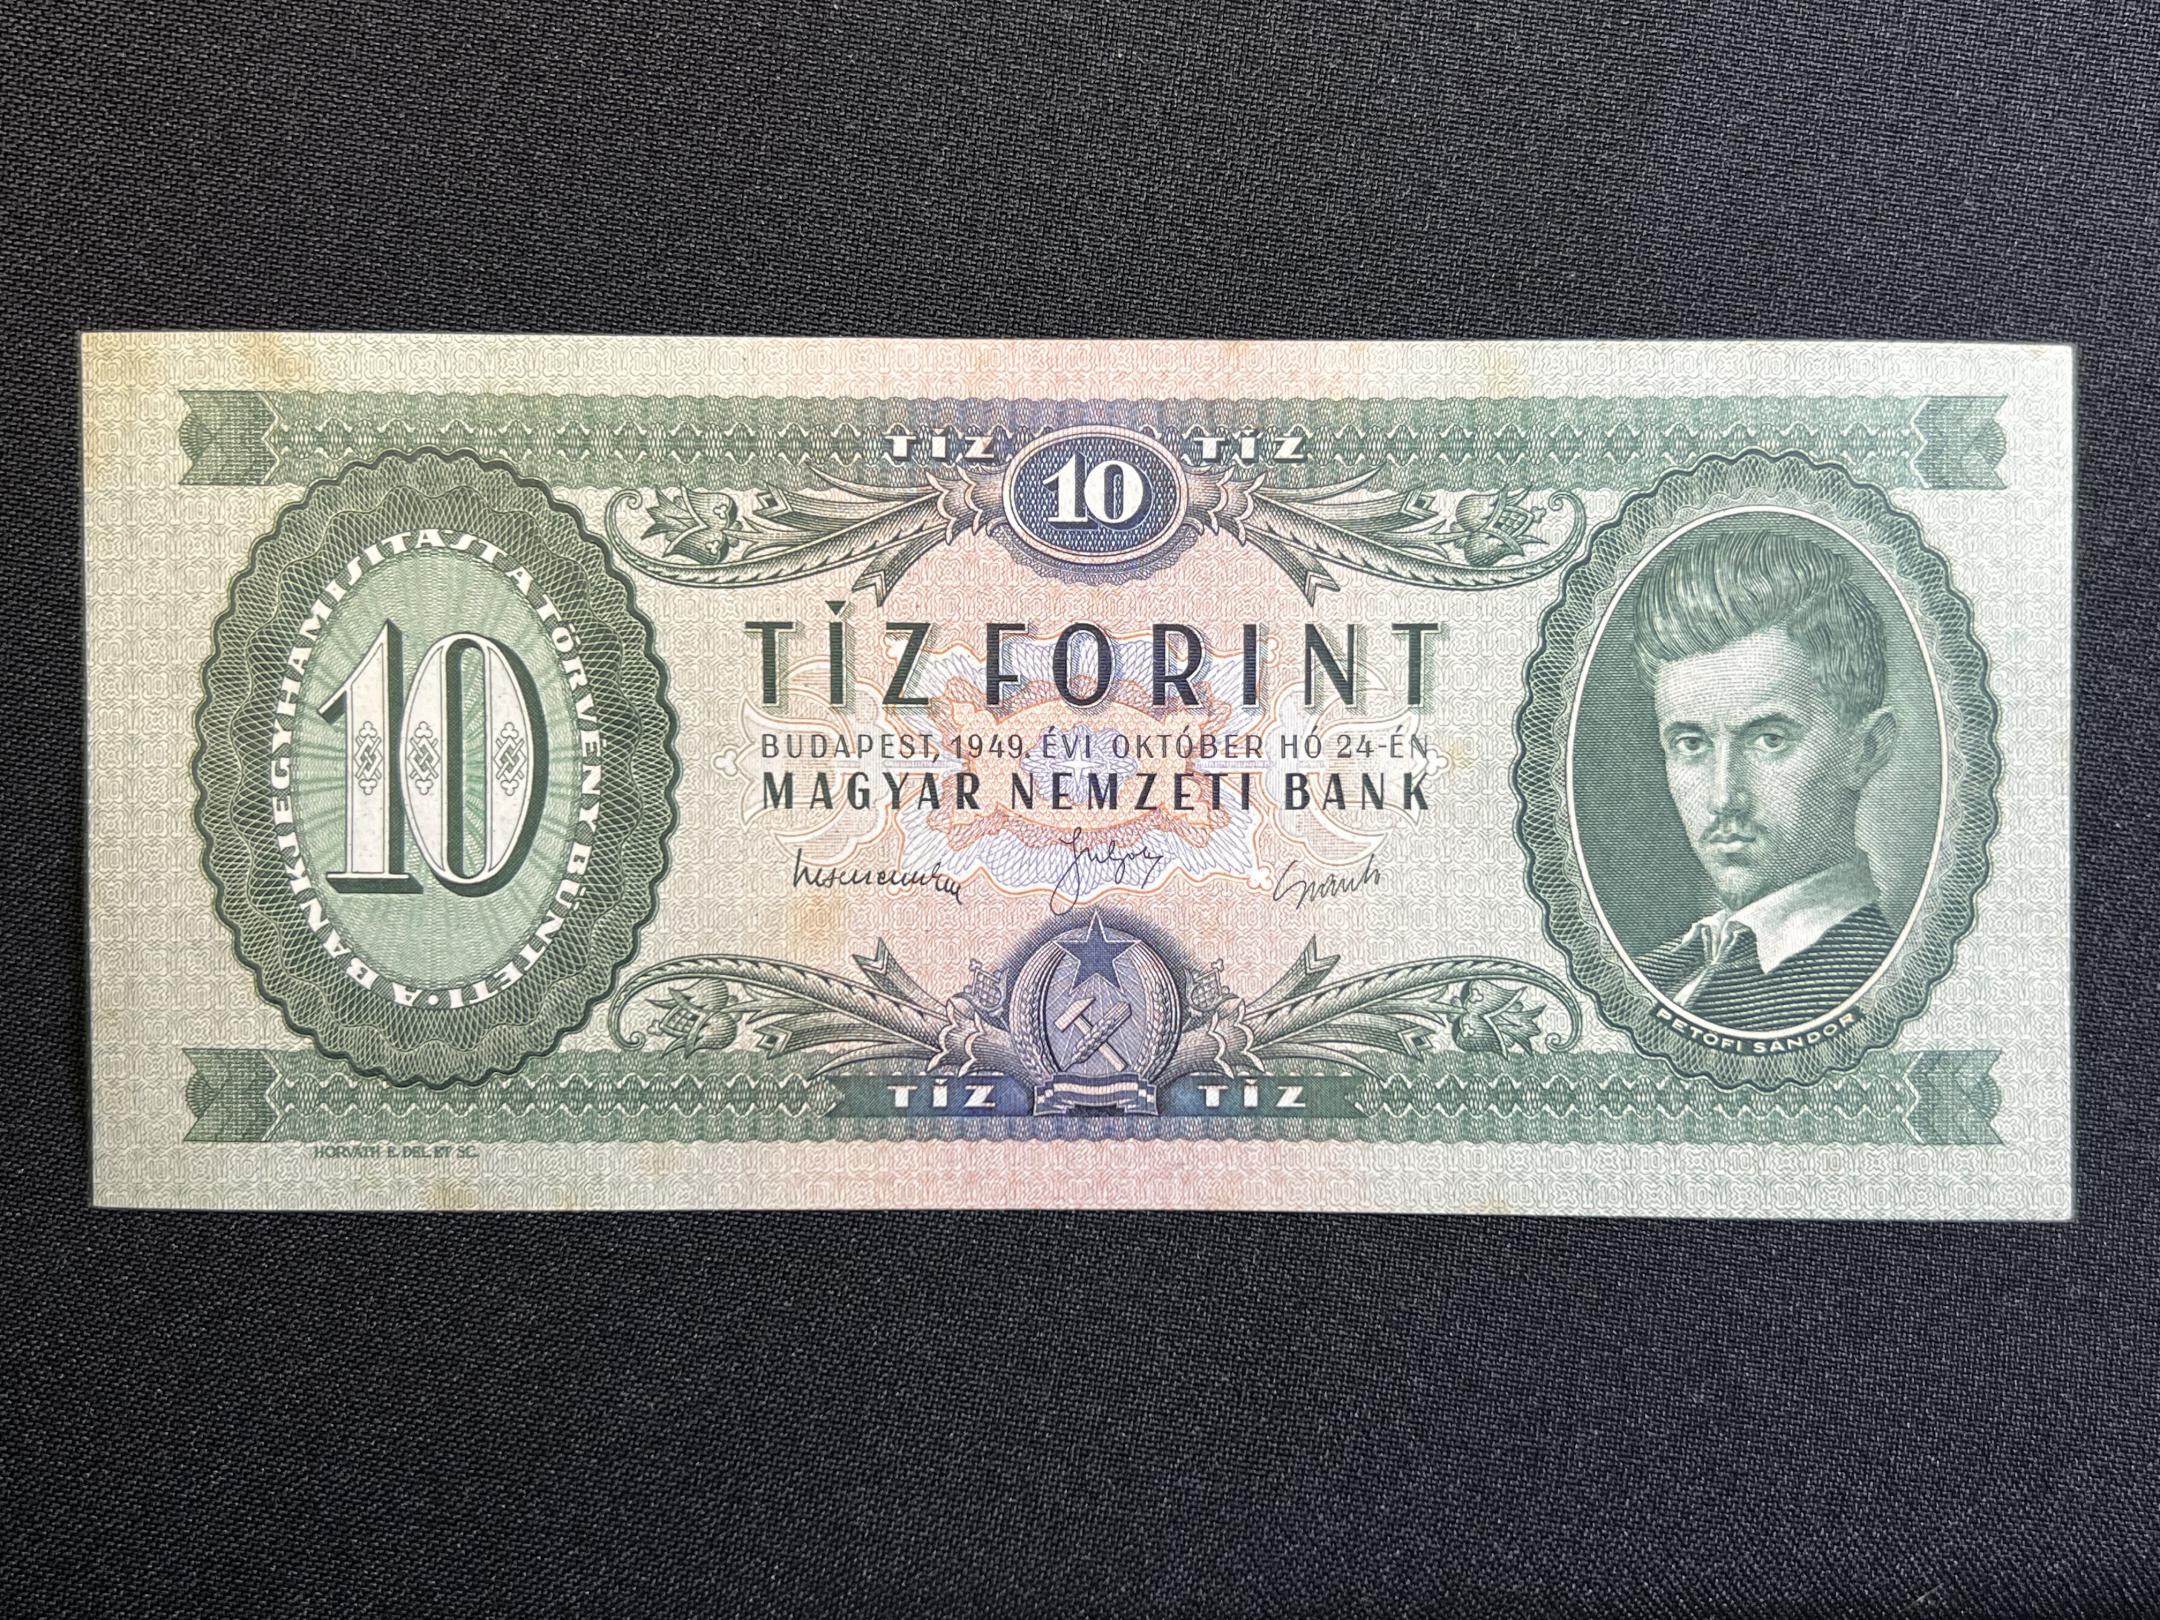 TÍZ 10 TÍZ
A BANKJEGYHAMISÍTÁST A TÖRVÉNY BÜNTETI •
10
TÍZ FORINT
BUDAPEST, 1949 ÉVI OKTÓBER HÓ 24-ÉN
MAGYAR NEMZETI BANK
PETŐFI SÁNDOR
TÍZ TÍZ
HORVÁTH E. DEL. ET SC.